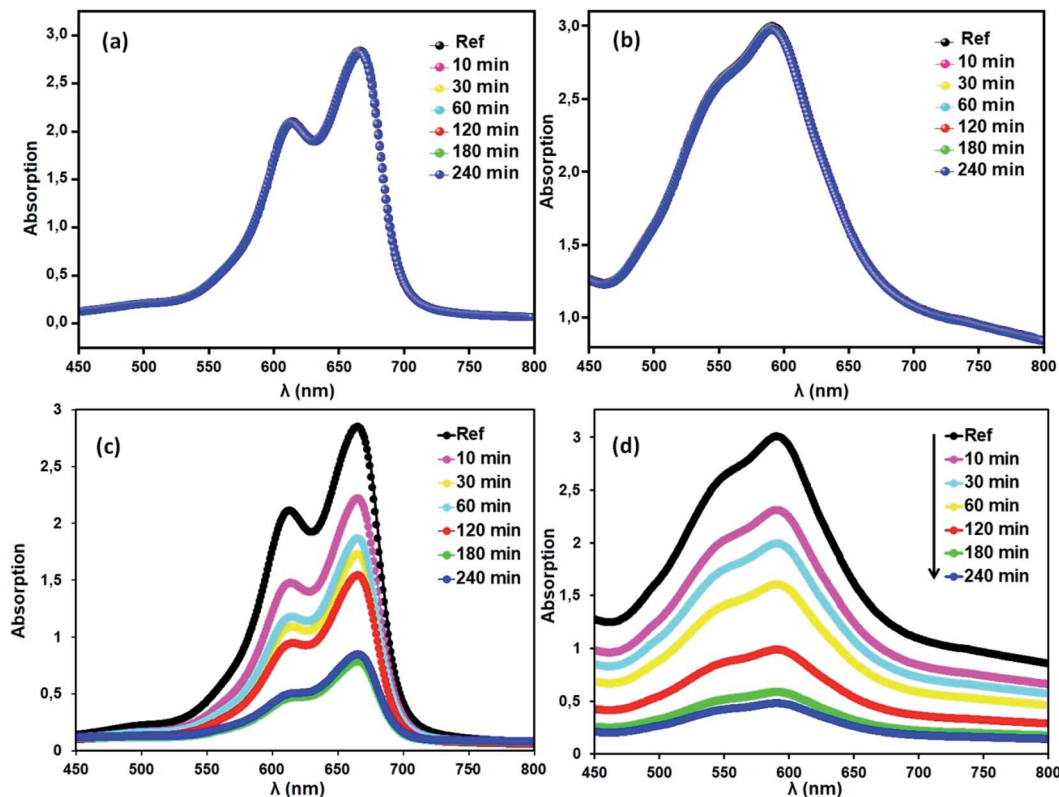 (a)
Ref
10 min
30 min
60 min
120 min
180 min
240 min
3,0
2,5
2,0
1,5
1,0
0,5
0,0
Absorption
450 500 550 600 650 700 750 800
λ (nm)
(b)
Ref
10 min
30 min
60 min
120 min
180 min
240 min
3,0
2,5
2,0
1,5
1,0
Absorption
450 500 550 600 650 700 750 800
λ (nm)
(c)
Ref
10 min
30 min
60 min
120 min
180 min
240 min
3
2,5
2
1,5
1
0,5
0
Absorption
450 500 550 600 650 700 750 800
λ (nm)
(d)
Ref
10 min
30 min
60 min
120 min
180 min
240 min
3
2,5
2
1,5
1
0,5
0
Absorption
450 500 550 600 650 700 750 800
λ (nm)